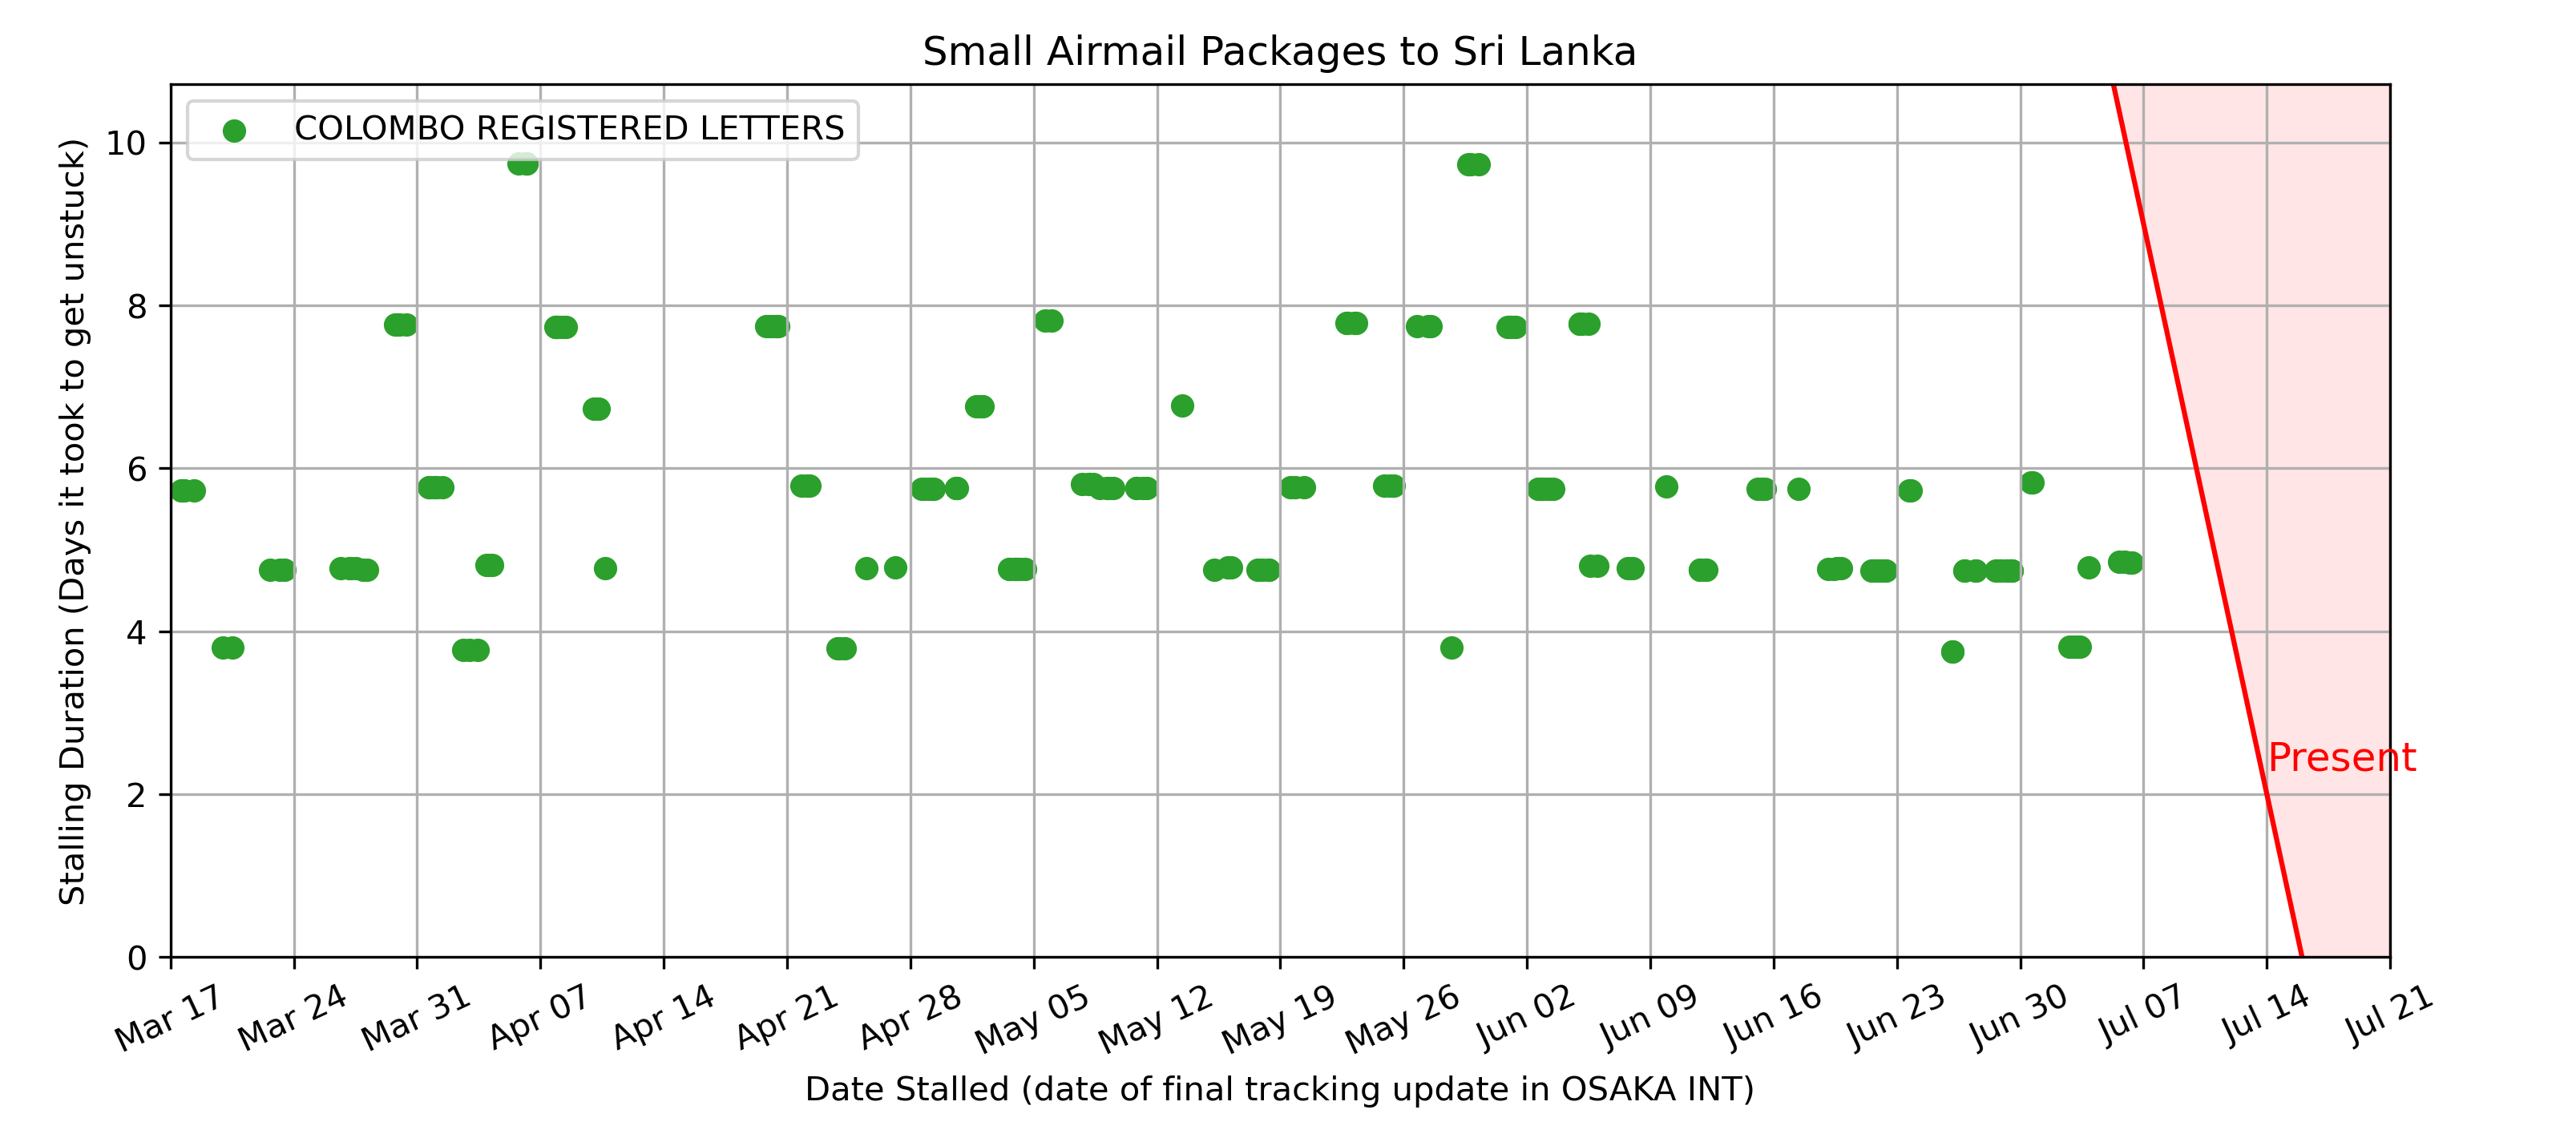 Small Airmail Packages to Sri Lanka
COLOMBO REGISTERED LETTERS
Stalling Duration (Days it took to get unstuck)
10
8
6
4
2
0
Present
Mar 17
Mar 24
Mar 31
Apr 07
Apr 14
Apr 21
Apr 28
May 05
May 12
May 19
May 26
Jun 02
Jun 09
Jun 16
Jun 23
Jun 30
Jul 07
Jul 14
Jul 21
Date Stalled (date of final tracking update in OSAKA INT)